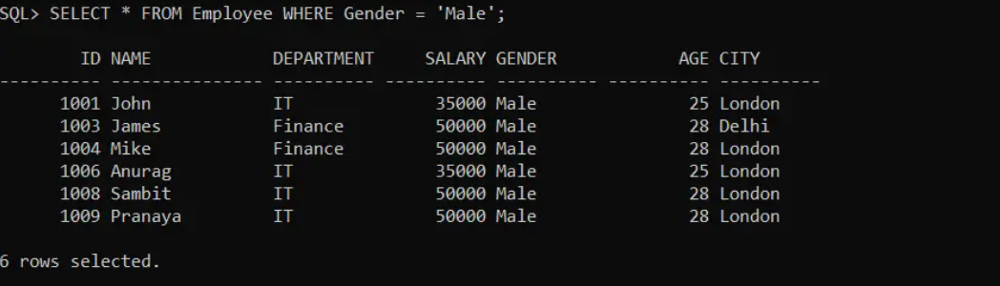 SQL> SELECT * FROM Employee WHERE Gender = 'Male';
        ID NAME            DEPARTMENT     SALARY GENDER            AGE CITY
---------- --------------- ---------- ---------- ---------- ---------- ----------
      1001 John            IT              35000 Male               25 London
      1003 James           Finance         50000 Male               28 Delhi
      1004 Mike            Finance         50000 Male               28 London
      1006 Anurag          IT              35000 Male               25 London
      1008 Sambit          IT              50000 Male               28 London
      1009 Pranaya         IT              50000 Male               28 London
6 rows selected.